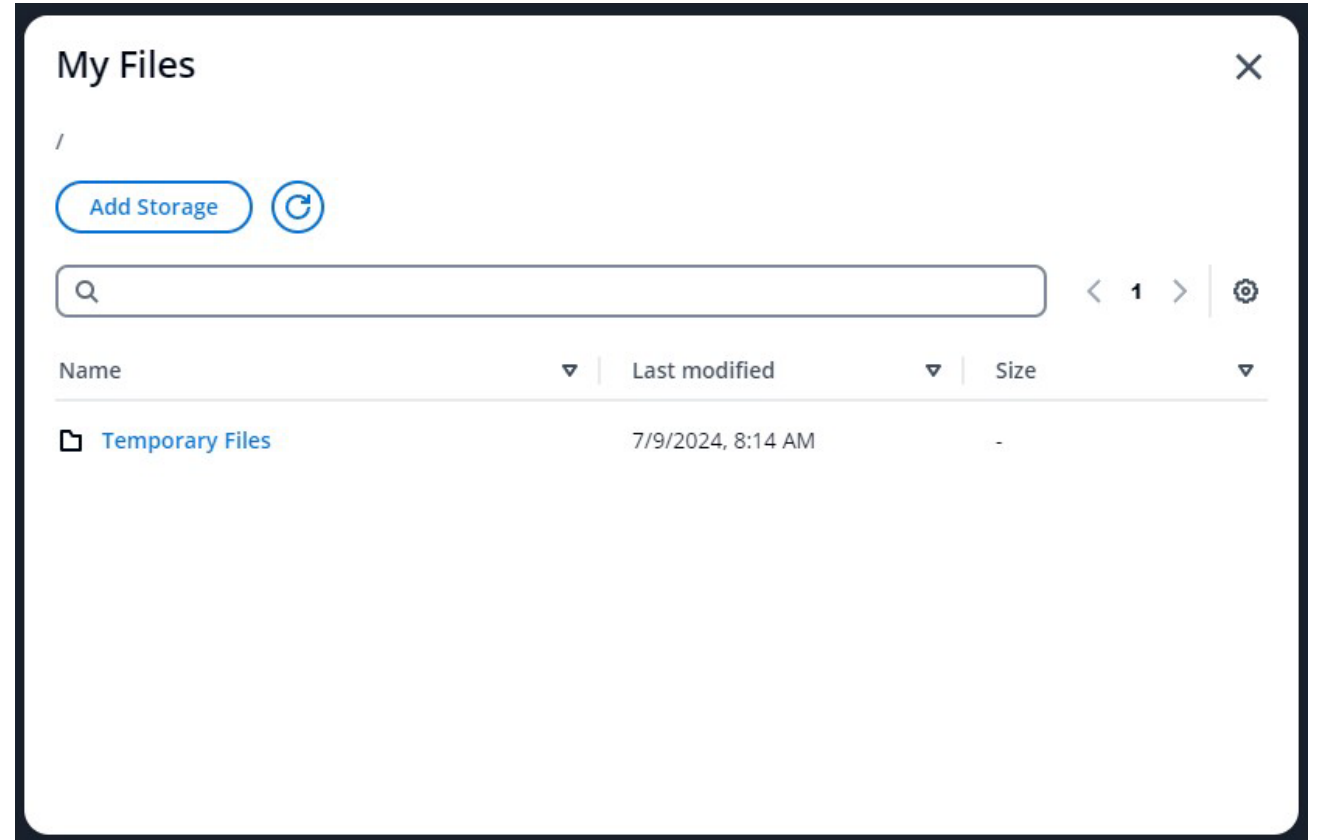 My Files
/
Add Storage
1
Name Last modified Size
Temporary Files 7/9/2024, 8:14 AM -